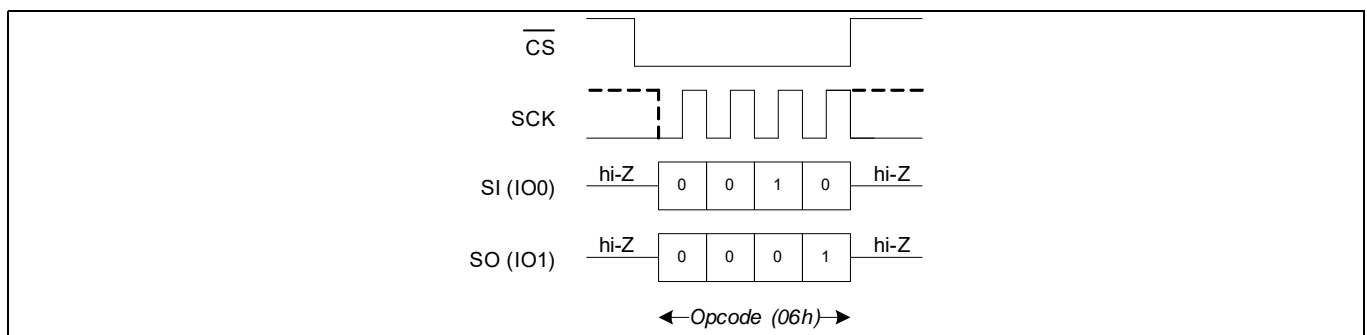 CS
SCK
hi-Z 0 0 1 0 hi-Z
SI (IO0)
hi-Z 0 0 0 1 hi-Z
SO (IO1)
Opcode (06h)